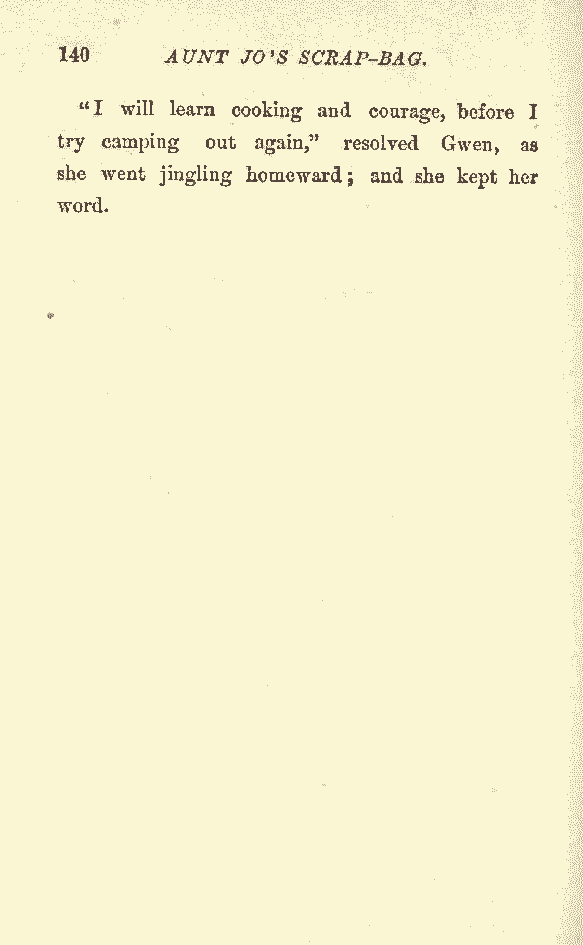 140 AUNT JO'S SCRAP-BAG.
"I will learn cooking and courage, before I
try camping out again," resolved Gwen, as
she went jingling homeward; and she kept her
word.